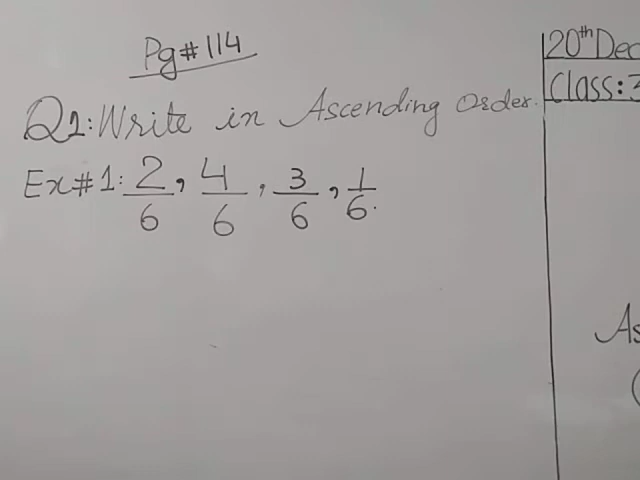 Pg#114
Q1:Write in Ascending Order.
Ex#1: 2/6, 4/6, 3/6, 1/6.
20th Dec
Class:3
As